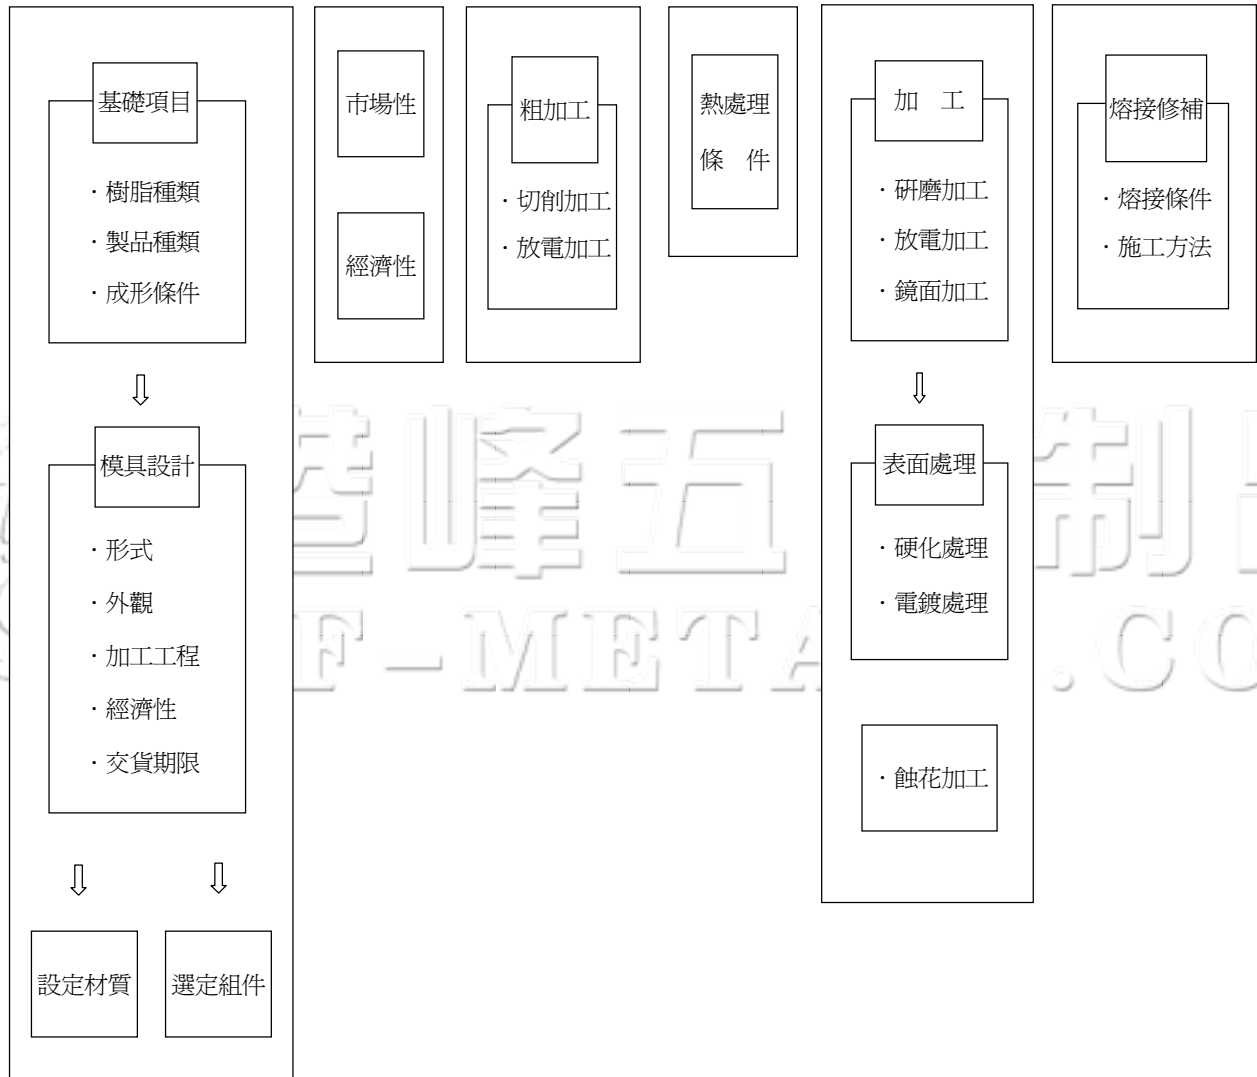 基礎項目
・樹脂種類
・製品種類
・成形條件
模具設計
・形式
・外觀
・加工工程
・經濟性
・交貨期限
設定材質
選定組件
市場性
經濟性
粗加工
・切削加工
・放電加工
熱處理
條　件
加　工
・研磨加工
・放電加工
・鏡面加工
表面處理
・硬化處理
・電鍍處理
・蝕花加工
熔接修補
・熔接條件
・施工方法
峰五
制
F-META
.CO